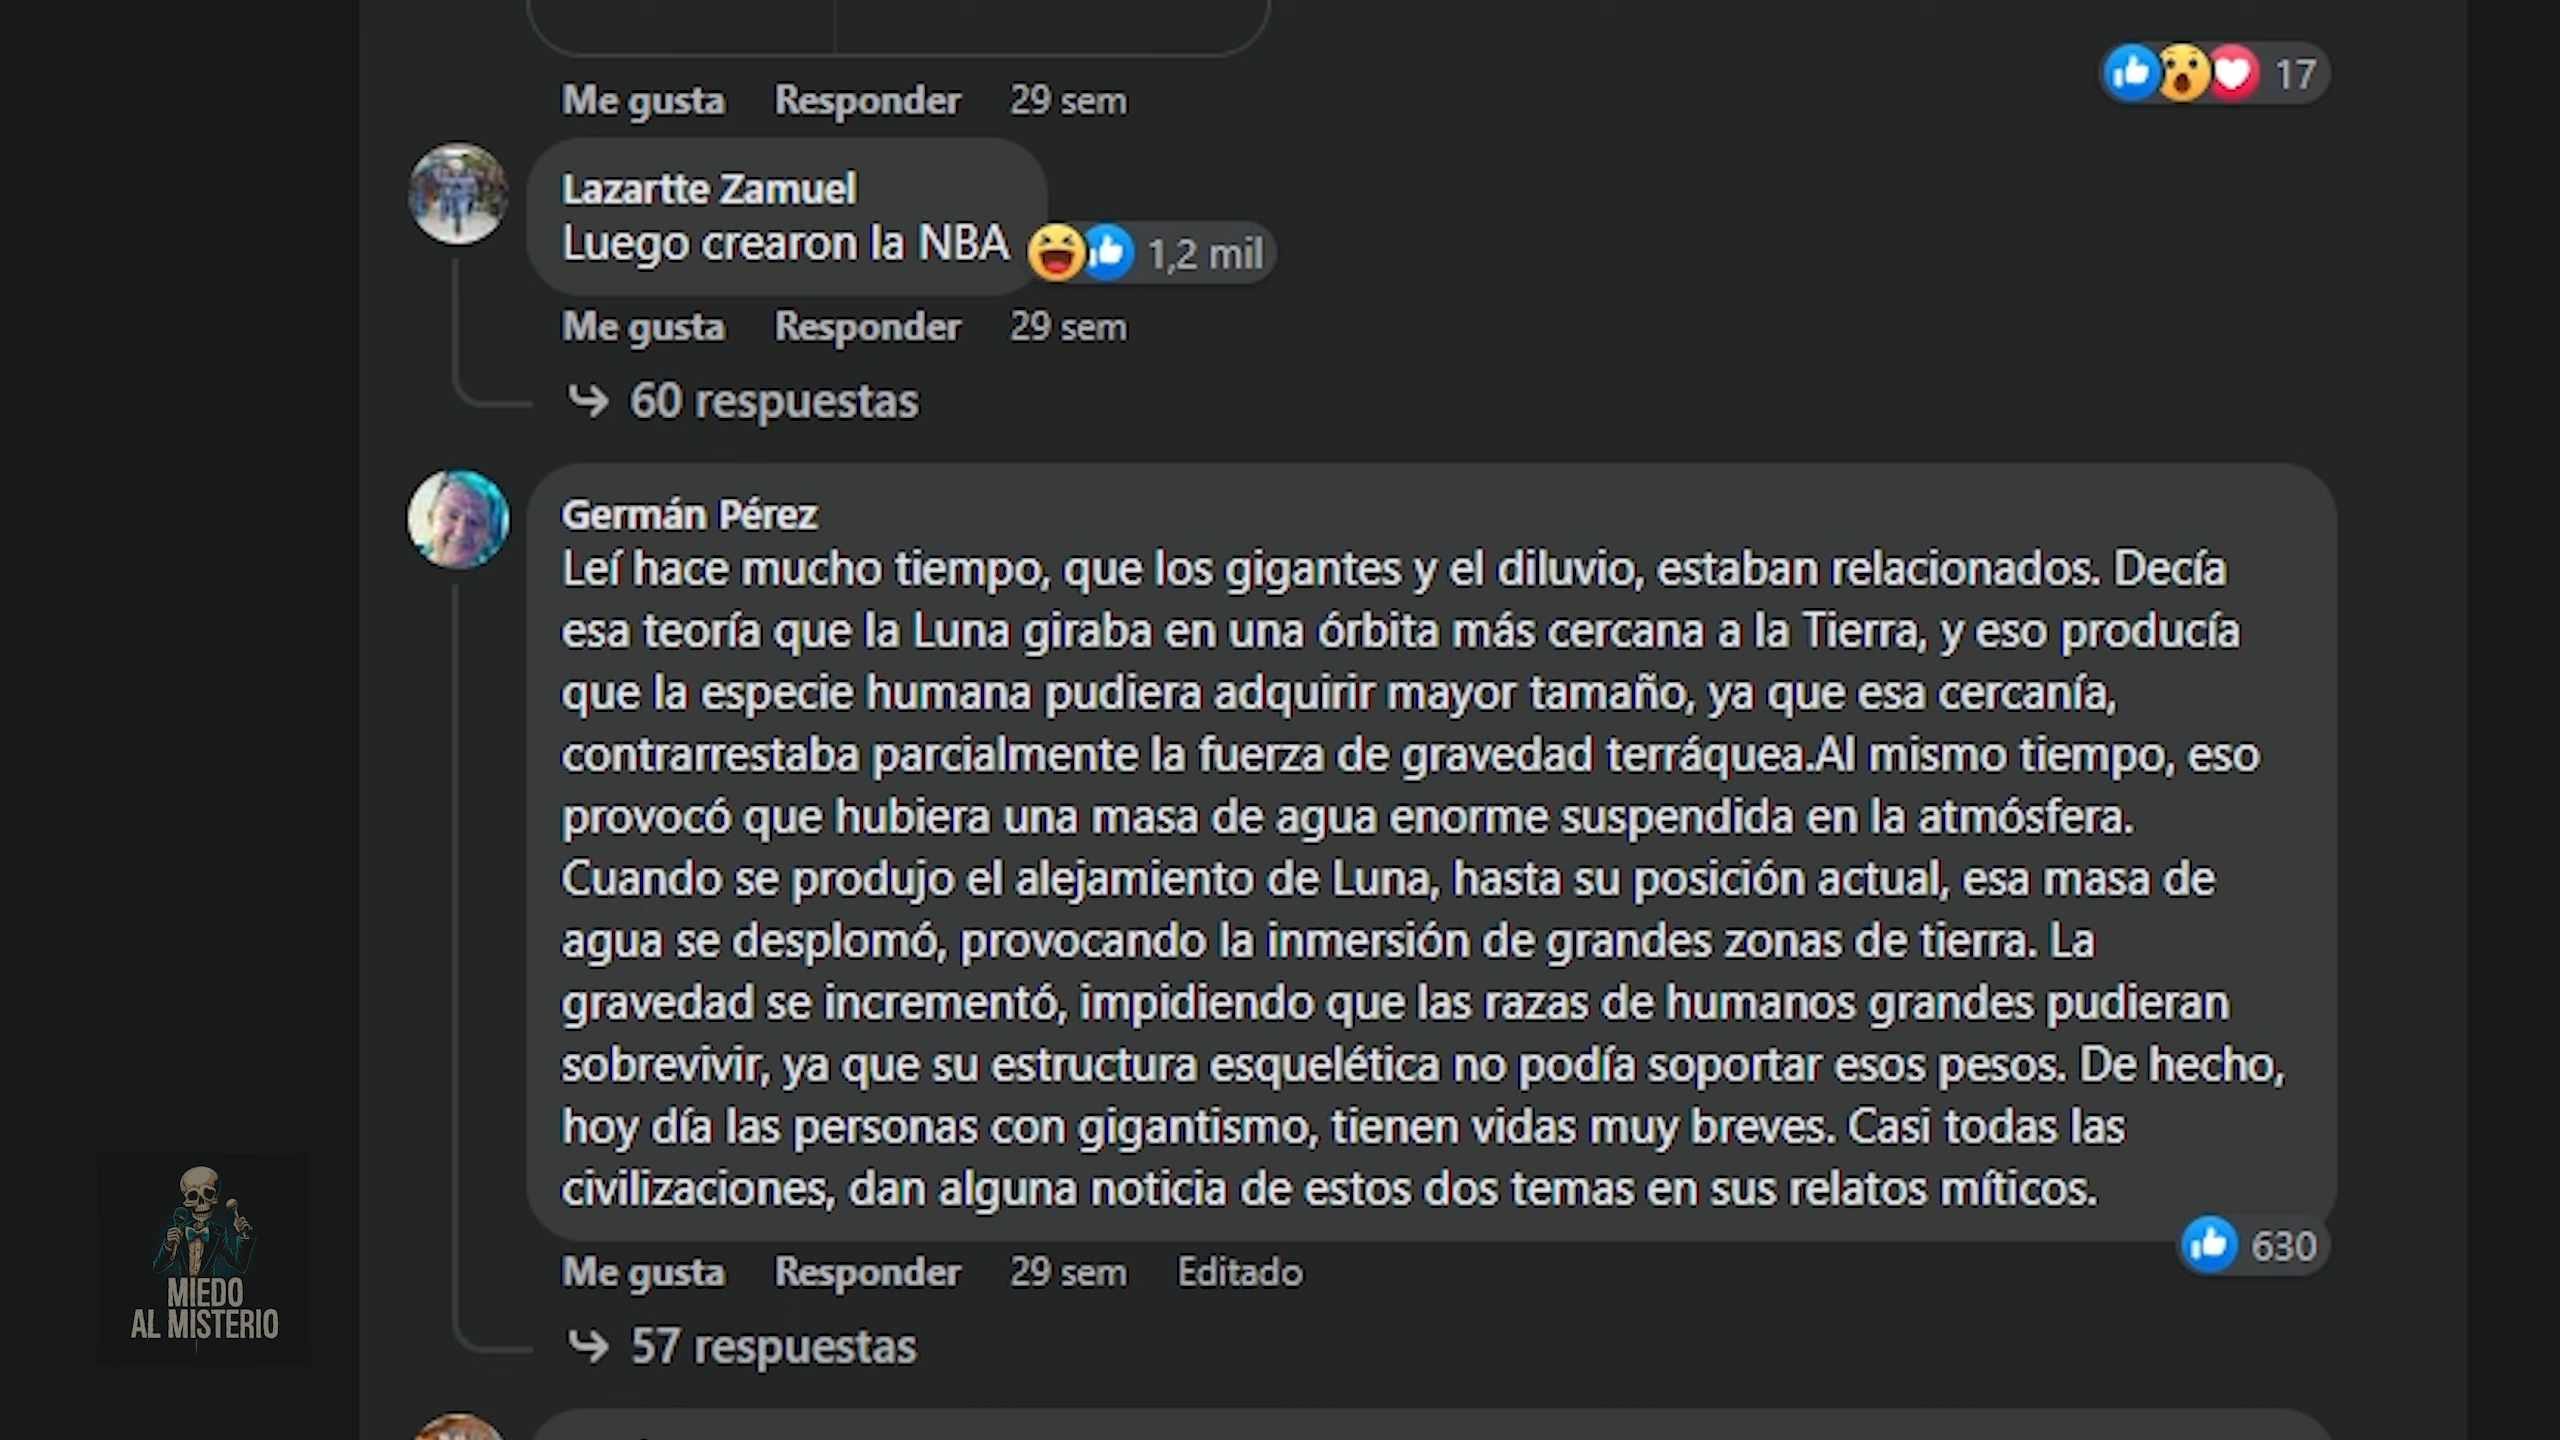 Me gusta Responder 29 sem 17
Lazartte Zamuel
Luego crearon la NBA 1,2 mil
Me gusta Responder 29 sem
60 respuestas
Germán Pérez
Leí hace mucho tiempo, que los gigantes y el diluvio, estaban relacionados. Decía
esa teoría que la Luna giraba en una órbita más cercana a la Tierra, y eso producía
que la especie humana pudiera adquirir mayor tamaño, ya que esa cercanía,
contrarrestaba parcialmente la fuerza de gravedad terráquea.Al mismo tiempo, eso
provocó que hubiera una masa de agua enorme suspendida en la atmósfera.
Cuando se produjo el alejamiento de Luna, hasta su posición actual, esa masa de
agua se desplomó, provocando la inmersión de grandes zonas de tierra. La
gravedad se incrementó, impidiendo que las razas de humanos grandes pudieran
sobrevivir, ya que su estructura esquelética no podía soportar esos pesos. De hecho,
hoy día las personas con gigantismo, tienen vidas muy breves. Casi todas las
civilizaciones, dan alguna noticia de estos dos temas en sus relatos míticos.
630
Me gusta Responder 29 sem Editado
57 respuestas
MIEDO
AL MISTERIO